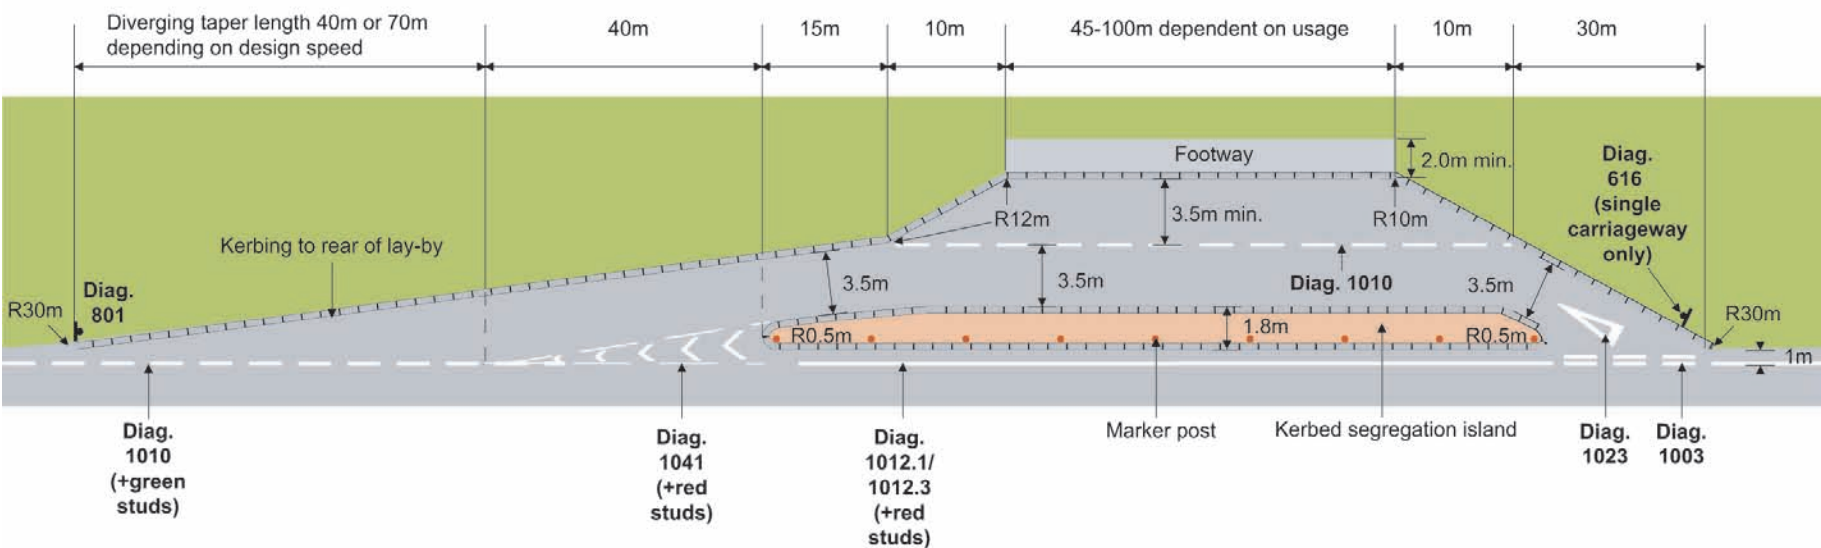 Diverging taper length 40m or 70m
depending on design speed
40m
15m
10m
45-100m dependent on usage
10m
30m
Footway
2.0m min.
Diag.
616
(single
carriageway
only)
R12m
3.5m min.
R10m
Kerbing to rear of lay-by
Diag.
801
R30m
3.5m
3.5m
Diag. 1010
3.5m
R30m
R0.5m
1.8m
R0.5m
1m
Diag.
1010
(+green
studs)
Diag.
1041
(+red
studs)
Diag.
1012.1/
1012.3
(+red
studs)
Marker post
Kerbed segregation island
Diag.
1023
Diag.
1003